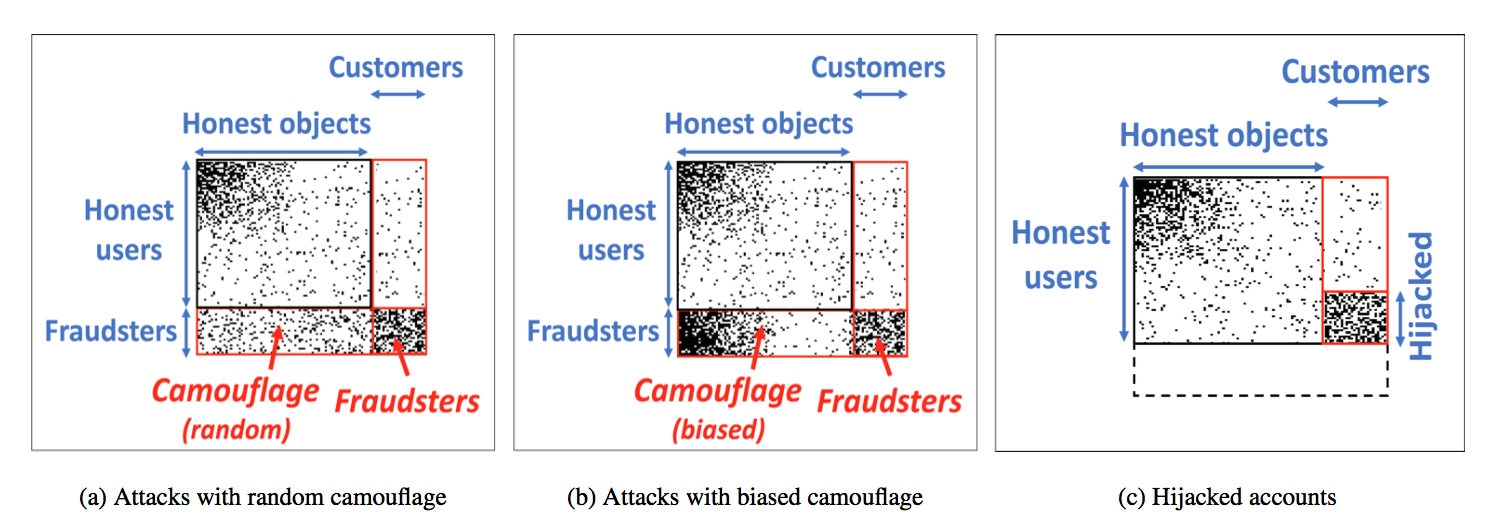 Customers
Honest objects
Honest
users
Fraudsters
Camouflage
(random)
Fraudsters
(a) Attacks with random camouflage
Customers
Honest objects
Honest
users
Fraudsters
Camouflage
(biased)
Fraudsters
(b) Attacks with biased camouflage
Customers
Honest objects
Honest
users
Hijacked
(c) Hijacked accounts